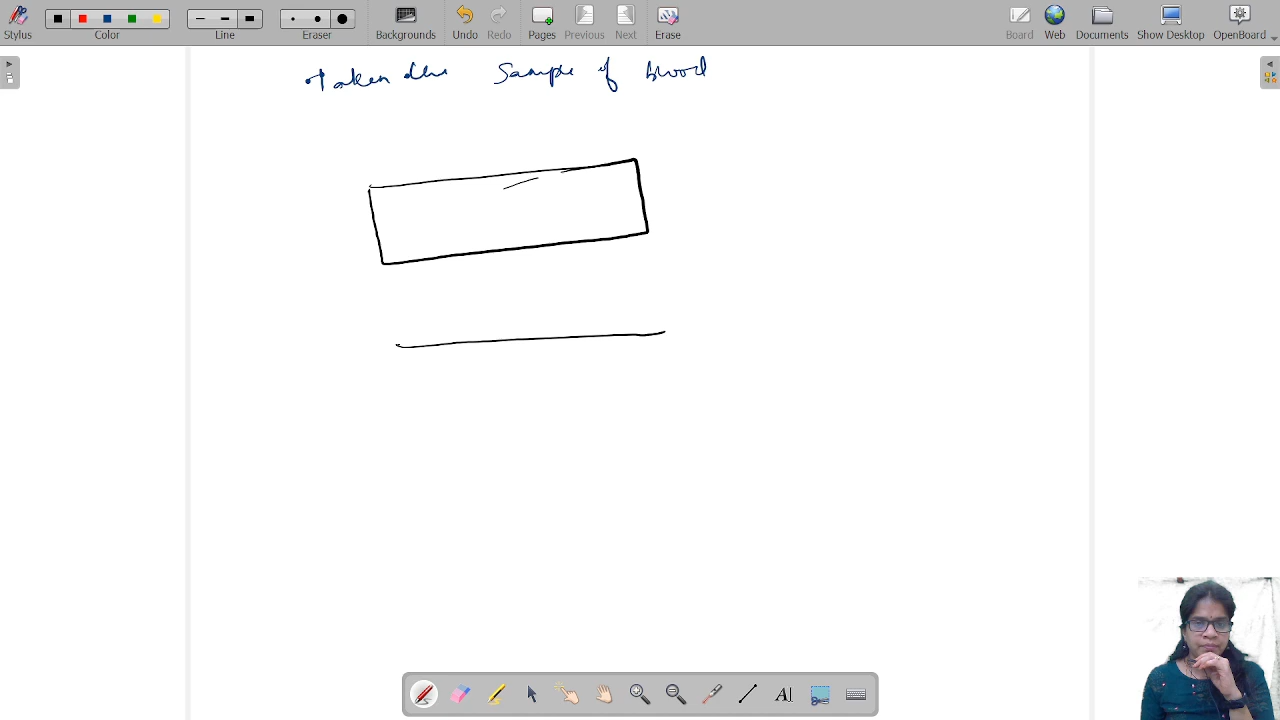 Stylus Color Line Eraser Backgrounds Undo Redo Pages Previous Next Erase Board Web Documents Show Desktop OpenBoard
Taken the Sample of blood